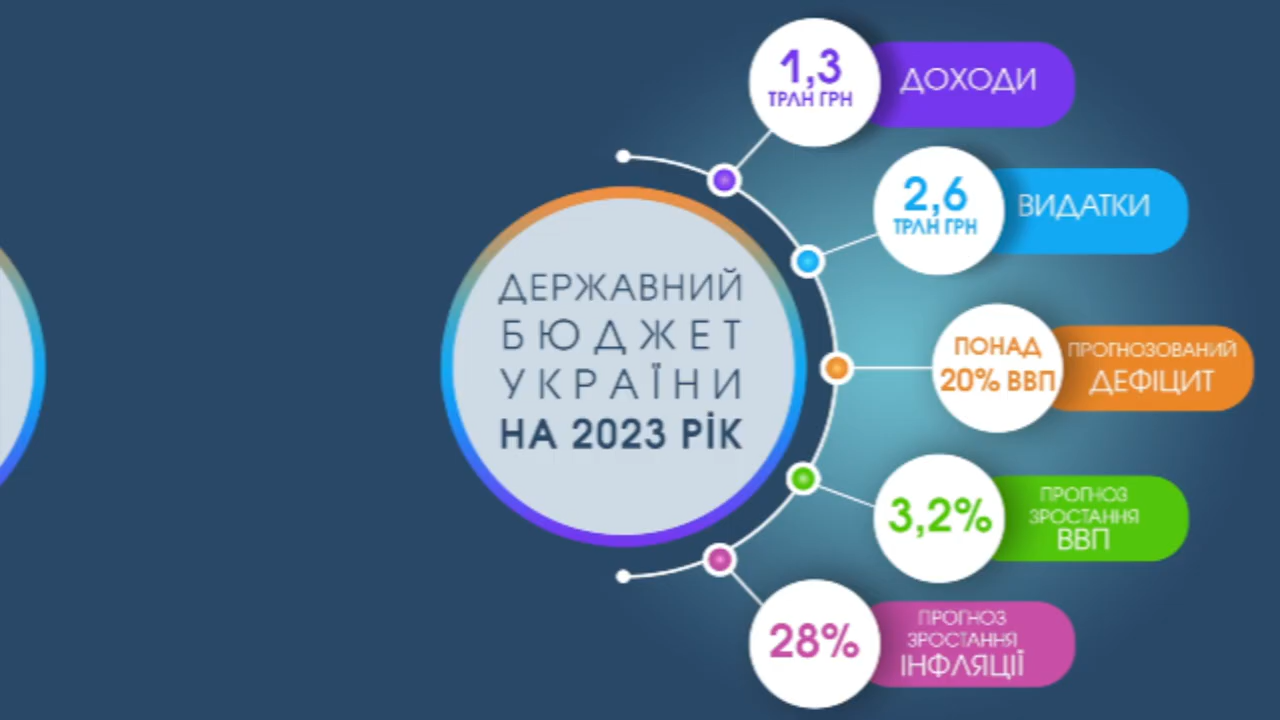 ДЕРЖАВНИЙ
БЮДЖЕТ
УКРАЇНИ
НА 2023 РІК
1,3
ТРЛН ГРН
ДОХОДИ
2,6
ТРЛН ГРН
ВИДАТКИ
ПОНАД
20% ВВП
ПРОГНОЗОВАНИЙ
ДЕФІЦИТ
3,2%
ПРОГНОЗ
ЗРОСТАННЯ
ВВП
28%
ПРОГНОЗ
ЗРОСТАННЯ
ІНФЛЯЦІЇ